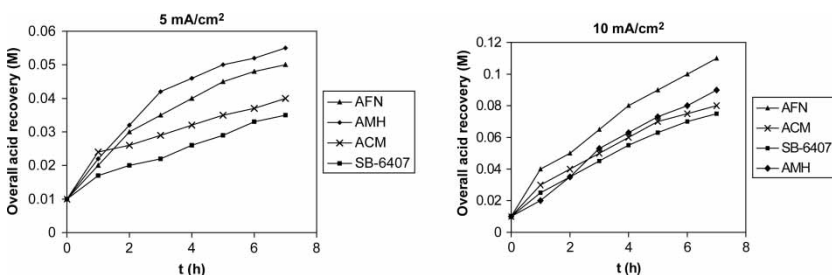 5 mA/cm²
Overall acid recovery (M)
0.06
0.05
0.04
0.03
0.02
0.01
0
0 2 4 6 8
t (h)
AFN
AMH
ACM
SB-6407
10 mA/cm²
Overall acid recovery (M)
0.12
0.1
0.08
0.06
0.04
0.02
0
0 2 4 6 8
t (h)
AFN
ACM
SB-6407
AMH